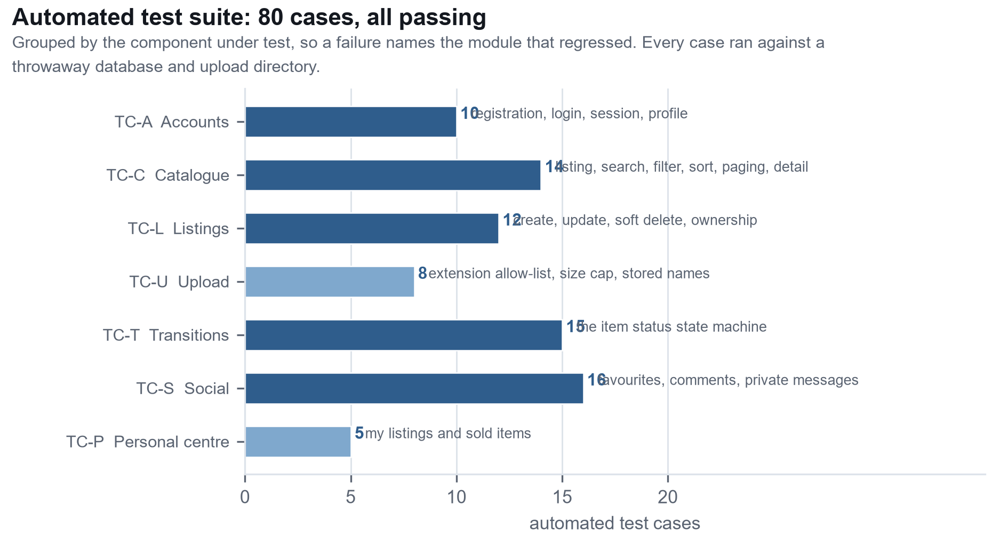 Automated test suite: 80 cases, all passing
Grouped by the component under test, so a failure names the module that regressed. Every case ran against a
throwaway database and upload directory.
TC-A Accounts 10 registration, login, session, profile
TC-C Catalogue 14 listing, search, filter, sort, paging, detail
TC-L Listings 12 create, update, soft delete, ownership
TC-U Upload 8 extension allow-list, size cap, stored names
TC-T Transitions 15 the item status state machine
TC-S Social 16 favourites, comments, private messages
TC-P Personal centre 5 my listings and sold items
0 5 10 15 20
automated test cases